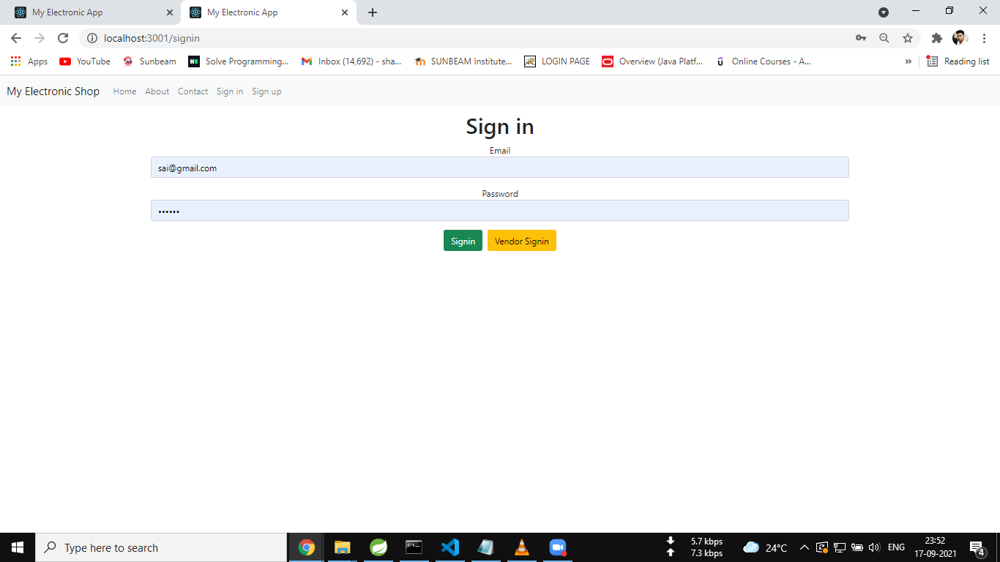 My Electronic App
My Electronic App
localhost:3001/signin
Apps YouTube Sunbeam Solve Programming... Inbox (14,692) - sha... SUNBEAM Institute... LOGIN PAGE Overview (Java Platf... Online Courses - A... » Reading list
My Electronic Shop Home About Contact Sign in Sign up
Sign in
Email
sai@gmail.com
Password
••••••
Signin Vendor Signin
Type here to search
5.7 kbps
7.3 kbps
24°C
ENG
23:52
17-09-2021
4